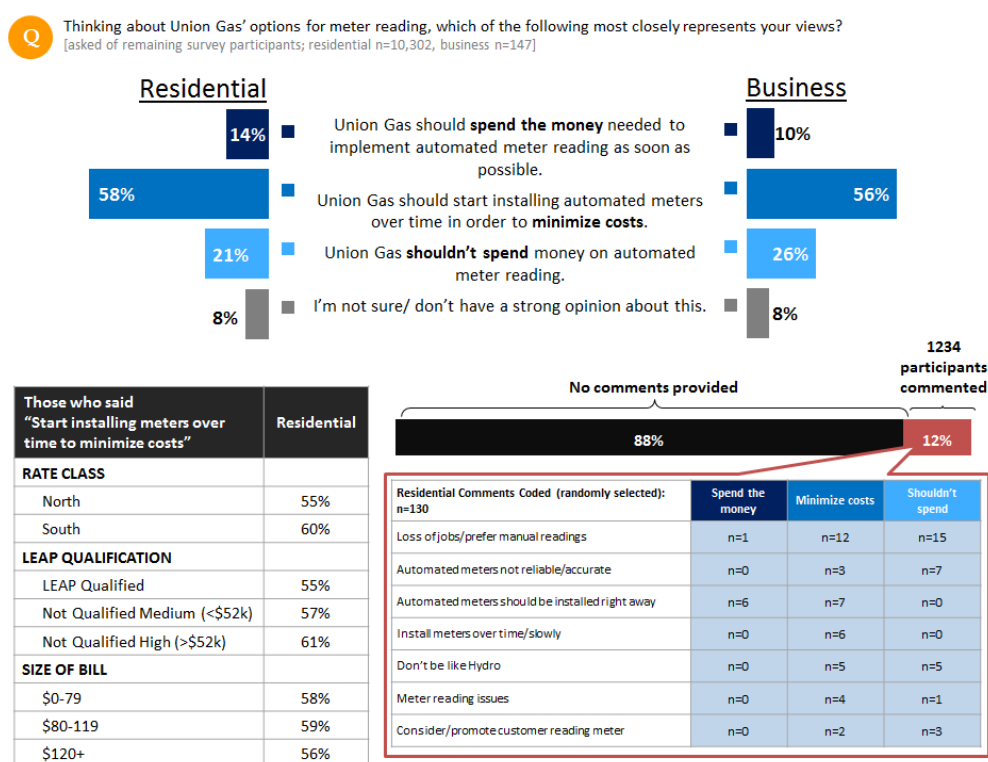 Q
Thinking about Union Gas' options for meter reading, which of the following most closely represents your views?
[asked of remaining survey participants; residential n=10,302, business n=147]
Residential
Business
14%
Union Gas should spend the money needed to
implement automated meter reading as soon as
possible.
10%
58%
Union Gas should start installing automated meters
over time in order to minimize costs.
56%
21%
Union Gas shouldn't spend money on automated
meter reading.
26%
8%
I'm not sure/ don't have a strong opinion about this.
8%
1234
participants
commented
No comments provided
88%
12%
Those who said
"Start installing meters over
time to minimize costs"
Residential
RATE CLASS
North 55%
South 60%
LEAP QUALIFICATION
LEAP Qualified 55%
Not Qualified Medium (<$52k) 57%
Not Qualified High (>$52k) 61%
SIZE OF BILL
$0-79 58%
$80-119 59%
$120+ 56%
Residential Comments Coded (randomly selected):
n=130
Spend the
money
Minimize costs
Shouldn't
spend
Loss of jobs/prefer manual readings n=1 n=12 n=15
Automated meters not reliable/accurate n=0 n=3 n=7
Automated meters should be installed right away n=6 n=7 n=0
Install meters over time/slowly n=0 n=6 n=0
Don't be like Hydro n=0 n=5 n=5
Meter reading issues n=0 n=4 n=1
Consider/promote customer reading meter n=0 n=2 n=3